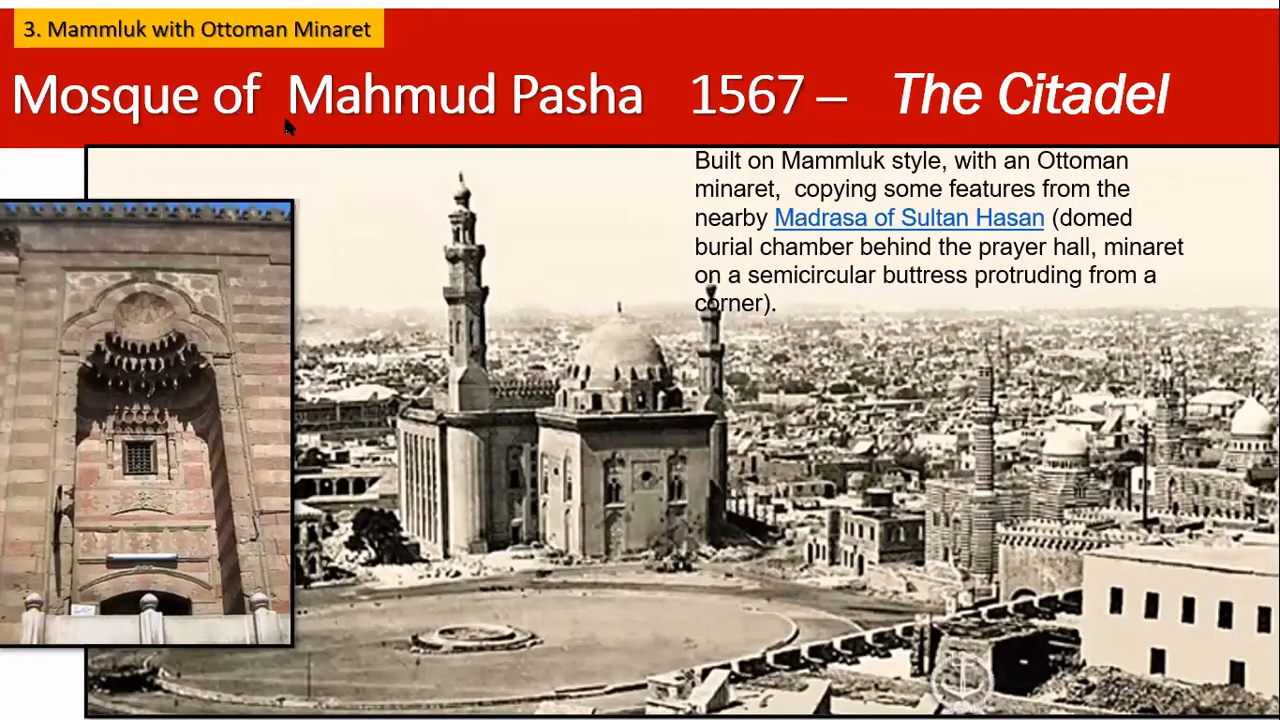 3. Mammluk with Ottoman Minaret
Mosque of Mahmud Pasha 1567 – The Citadel
Built on Mammluk style, with an Ottoman
minaret, copying some features from the
nearby Madrasa of Sultan Hasan (domed
burial chamber behind the prayer hall, minaret
on a semicircular buttress protruding from a
corner).